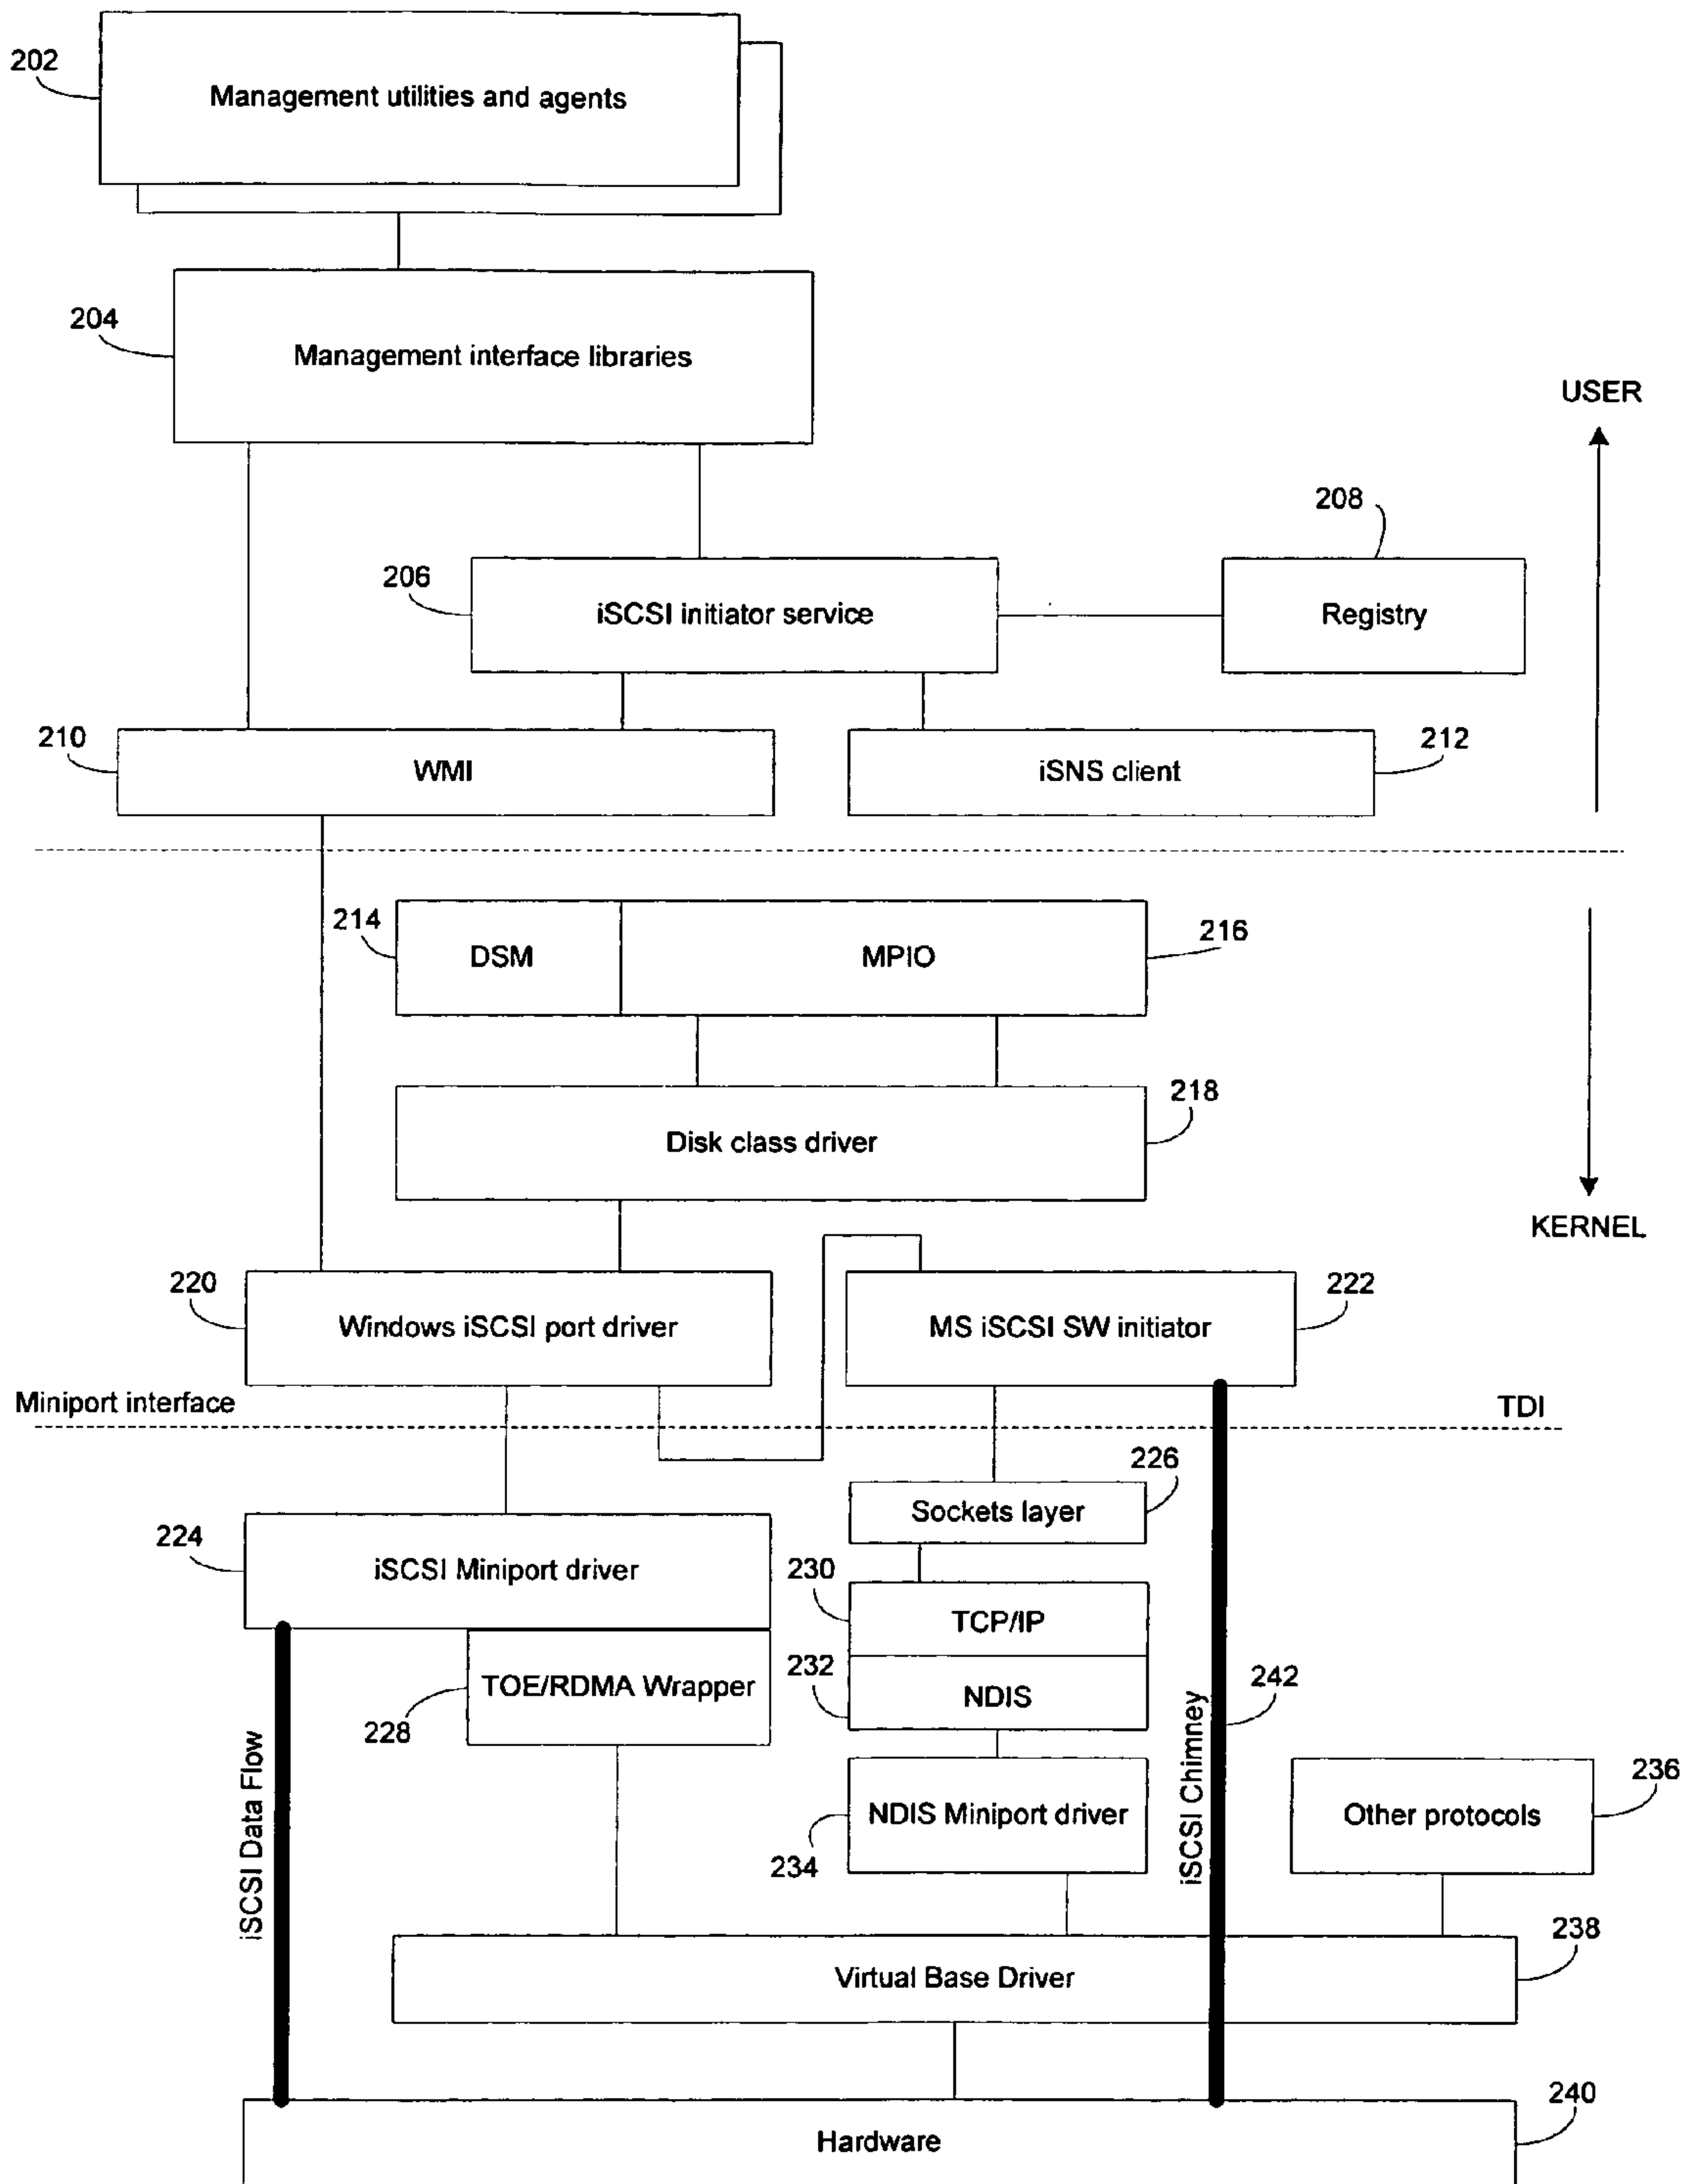 202
Management utilities and agents
204
Management interface libraries
USER
208
206
iSCSI initiator service
Registry
210
WMI
iSNS client
212
214
DSM
MPIO
216
218
Disk class driver
KERNEL
220
Windows iSCSI port driver
MS iSCSI SW initiator
222
Miniport interface
TDI
226
Sockets layer
224
iSCSI Miniport driver
230
TCP/IP
232
NDIS
TOE/RDMA Wrapper
228
242
iSCSI Data Flow
iSCSI Chimney
236
Other protocols
NDIS Miniport driver
234
238
Virtual Base Driver
240
Hardware